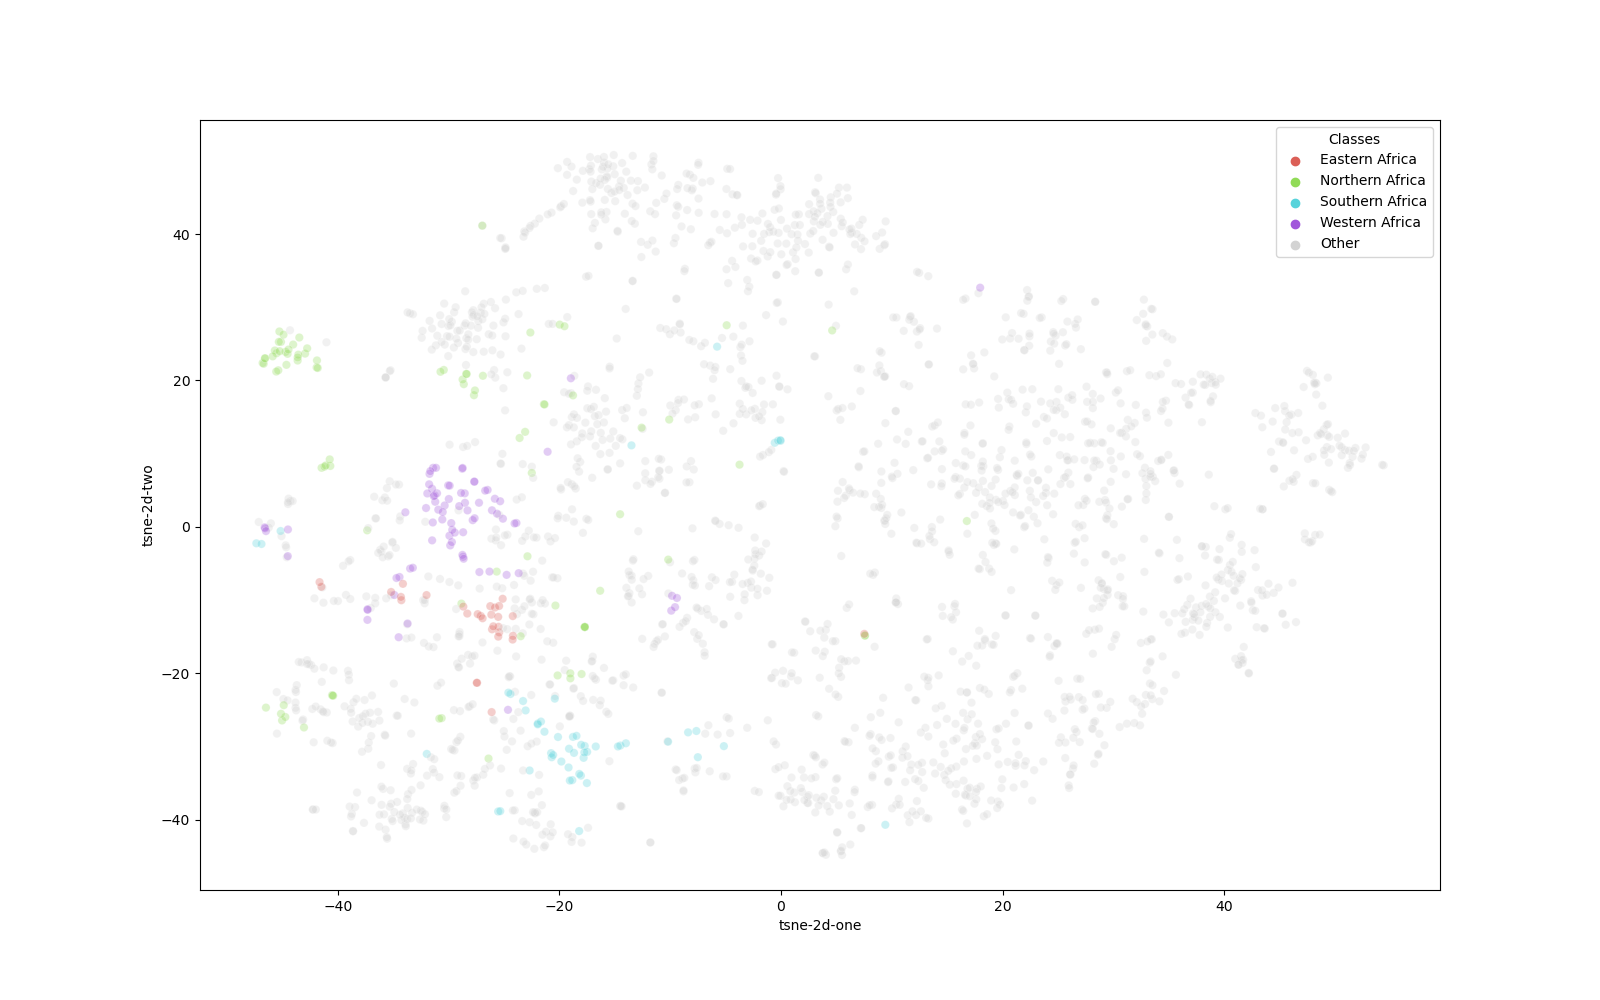 Classes
Eastern Africa
Northern Africa
Southern Africa
Western Africa
Other
40
20
0
−20
−40
tsne-2d-two
−40
−20
0
20
40
tsne-2d-one